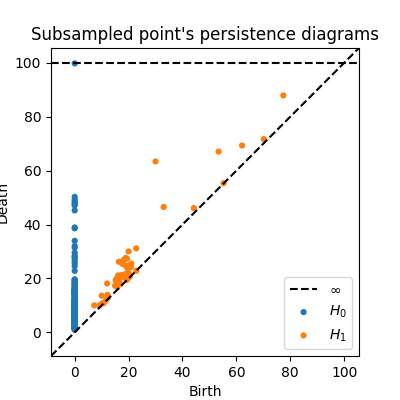 Subsampled point's persistence diagrams
100
80
60
40
20
0
Death
∞
H₀
H₁
0 20 40 60 80 100
Birth